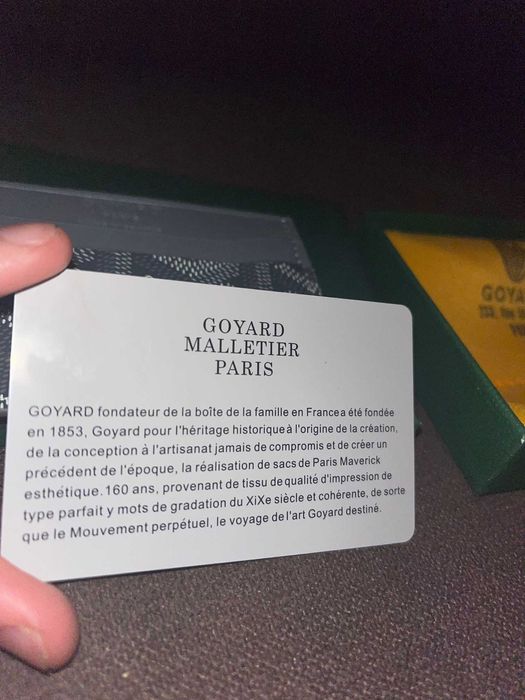 GOYARD
MALLETIER
PARIS
GOYARD fondateur de la boîte de la famille en Francea été fondée
en 1853, Goyard pour l'héritage historique à l'origine de la création,
de la conception à l'artisanat jamais de compromis et de créer un
précédent de l'époque, la réalisation de sacs de Paris Maverick
esthétique.160 ans, provenant de tissu de qualité d'impression de
type parfait y mots de gradation du XiXe siècle et cohérente, de sorte
que le Mouvement perpétuel, le voyage de l'art Goyard destiné.
GOYA
233,